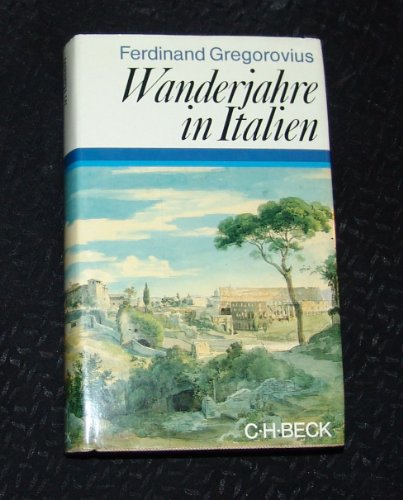 Ferdinand Gregorovius
Wanderjahre
in Italien
C·H·BECK